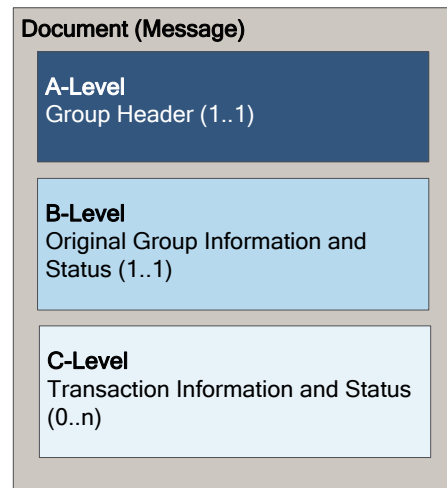 Document (Message)
A-Level
Group Header (1..1)
B-Level
Original Group Information and
Status (1..1)
C-Level
Transaction Information and Status
(0..n)